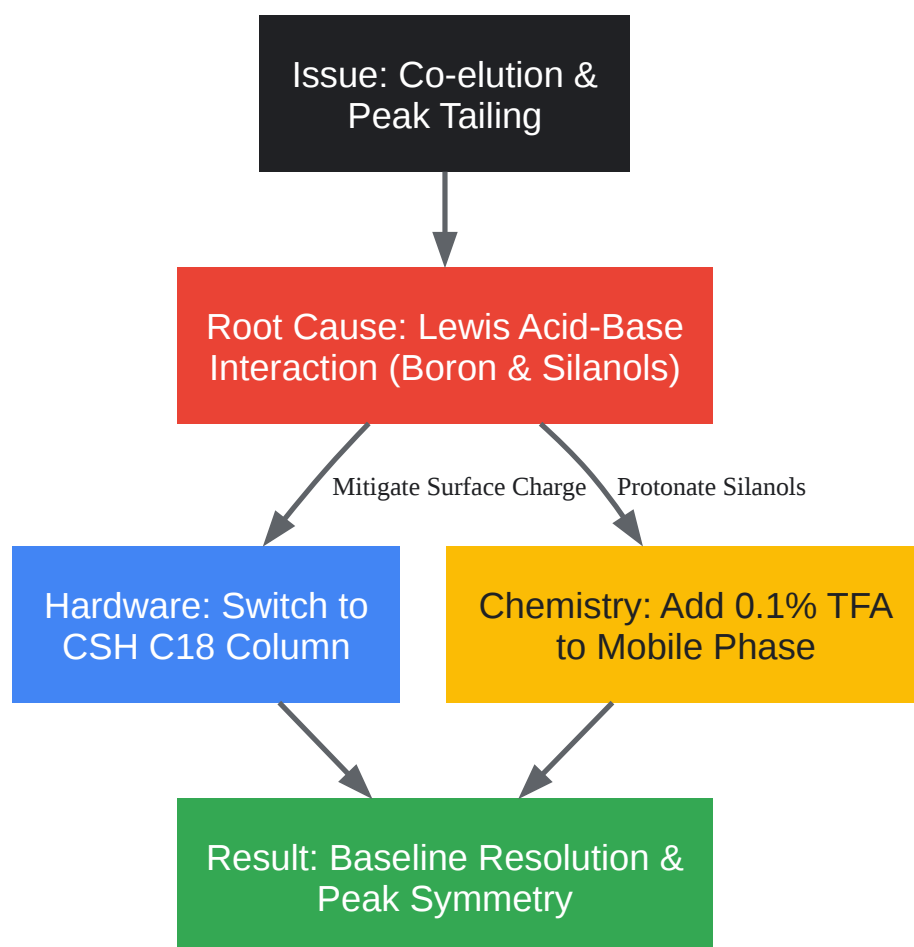 Issue: Co-elution &
Peak Tailing
Root Cause: Lewis Acid-Base
Interaction (Boron & Silanols)
Mitigate Surface Charge
Protonate Silanols
Hardware: Switch to
CSH C18 Column
Chemistry: Add 0.1% TFA
to Mobile Phase
Result: Baseline Resolution &
Peak Symmetry